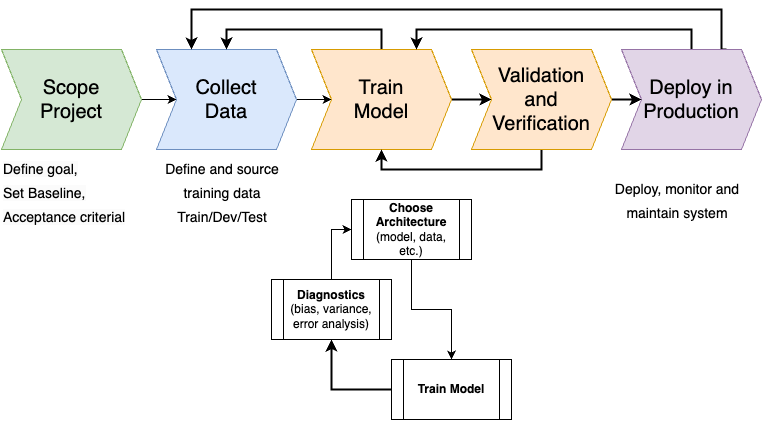 Scope
Project
Collect
Data
Train
Model
Validation
and
Verification
Deploy in
Production
Define goal,
Set Baseline,
Acceptance criterial
Define and source
training data
Train/Dev/Test
Deploy, monitor and
maintain system
Choose
Architecture
(model, data,
etc.)
Diagnostics
(bias, variance,
error analysis)
Train Model